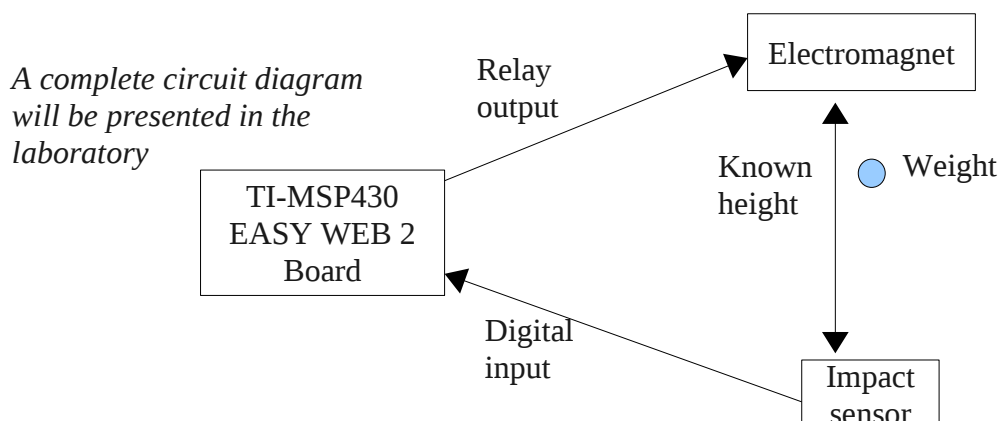 A complete circuit diagram
will be presented in the
laboratory
Relay
output
Electromagnet
Known
height
Weight
TI-MSP430
EASY WEB 2
Board
Digital
input
Impact
sensor